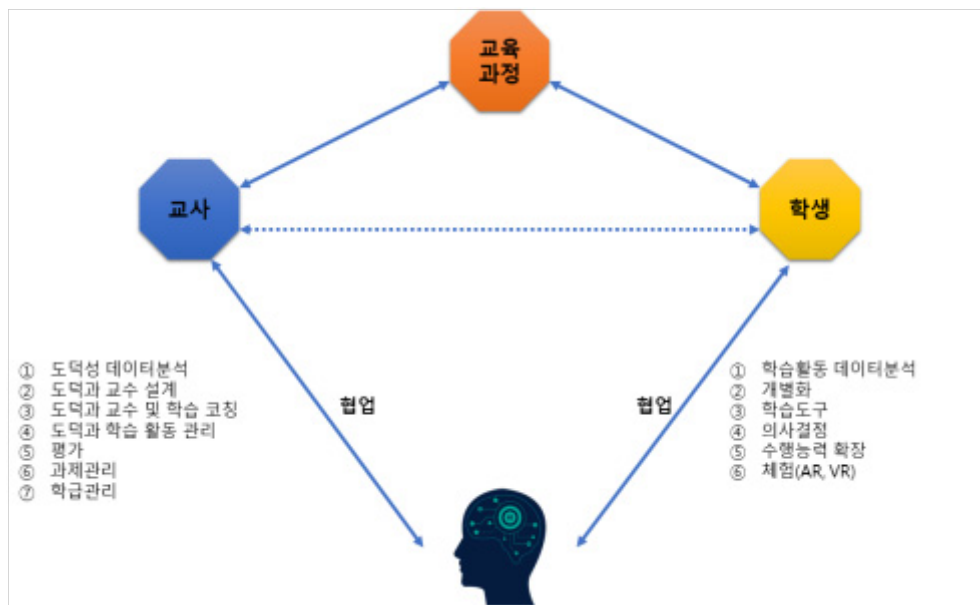 교육
과정
교사
학생
① 도덕성 데이터분석
② 도덕과 교수 설계
③ 도덕과 교수 및 학습 코칭
④ 도덕과 학습 활동 관리
⑤ 평가
⑥ 과제관리
⑦ 학급관리
협업
협업
① 학습활동 데이터분석
② 개별화
③ 학습도구
④ 의사결정
⑤ 수행능력 확장
⑥ 체험(AR, VR)